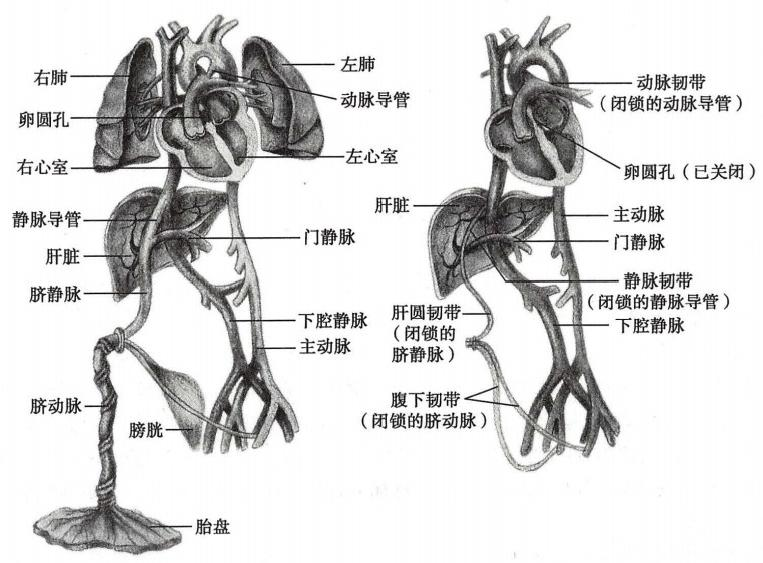 右肺
卵圆孔
右心室
静脉导管
肝脏
脐静脉
脐动脉
膀胱
胎盘
左肺
动脉导管
左心室
门静脉
下腔静脉
主动脉
肝脏
肝圆韧带
(闭锁的
脐静脉)
腹下韧带
(闭锁的脐动脉)
动脉韧带
(闭锁的动脉导管)
卵圆孔(已关闭)
主动脉
门静脉
静脉韧带
(闭锁的静脉导管)
下腔静脉